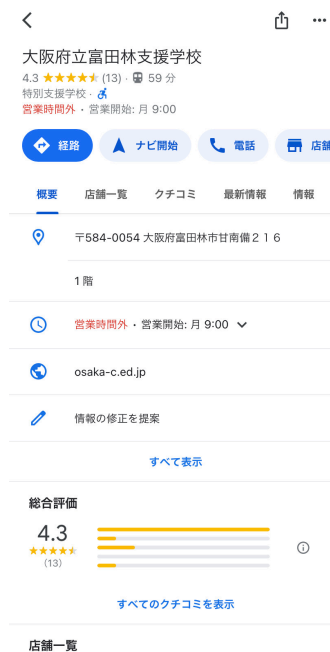 大阪府立富田林支援学校
4.3 (13)・ 59 分
特別支援学校・
営業時間外・営業開始: 月 9:00
経路 ナビ開始 電話 店舗
概要 店舗一覧 クチコミ 最新情報 情報
〒584-0054 大阪府富田林市甘南備216
1 階
営業時間外・営業開始: 月 9:00
osaka-c.ed.jp
情報の修正を提案
すべて表示
総合評価
4.3
(13)
すべてのクチコミを表示
店舗一覧